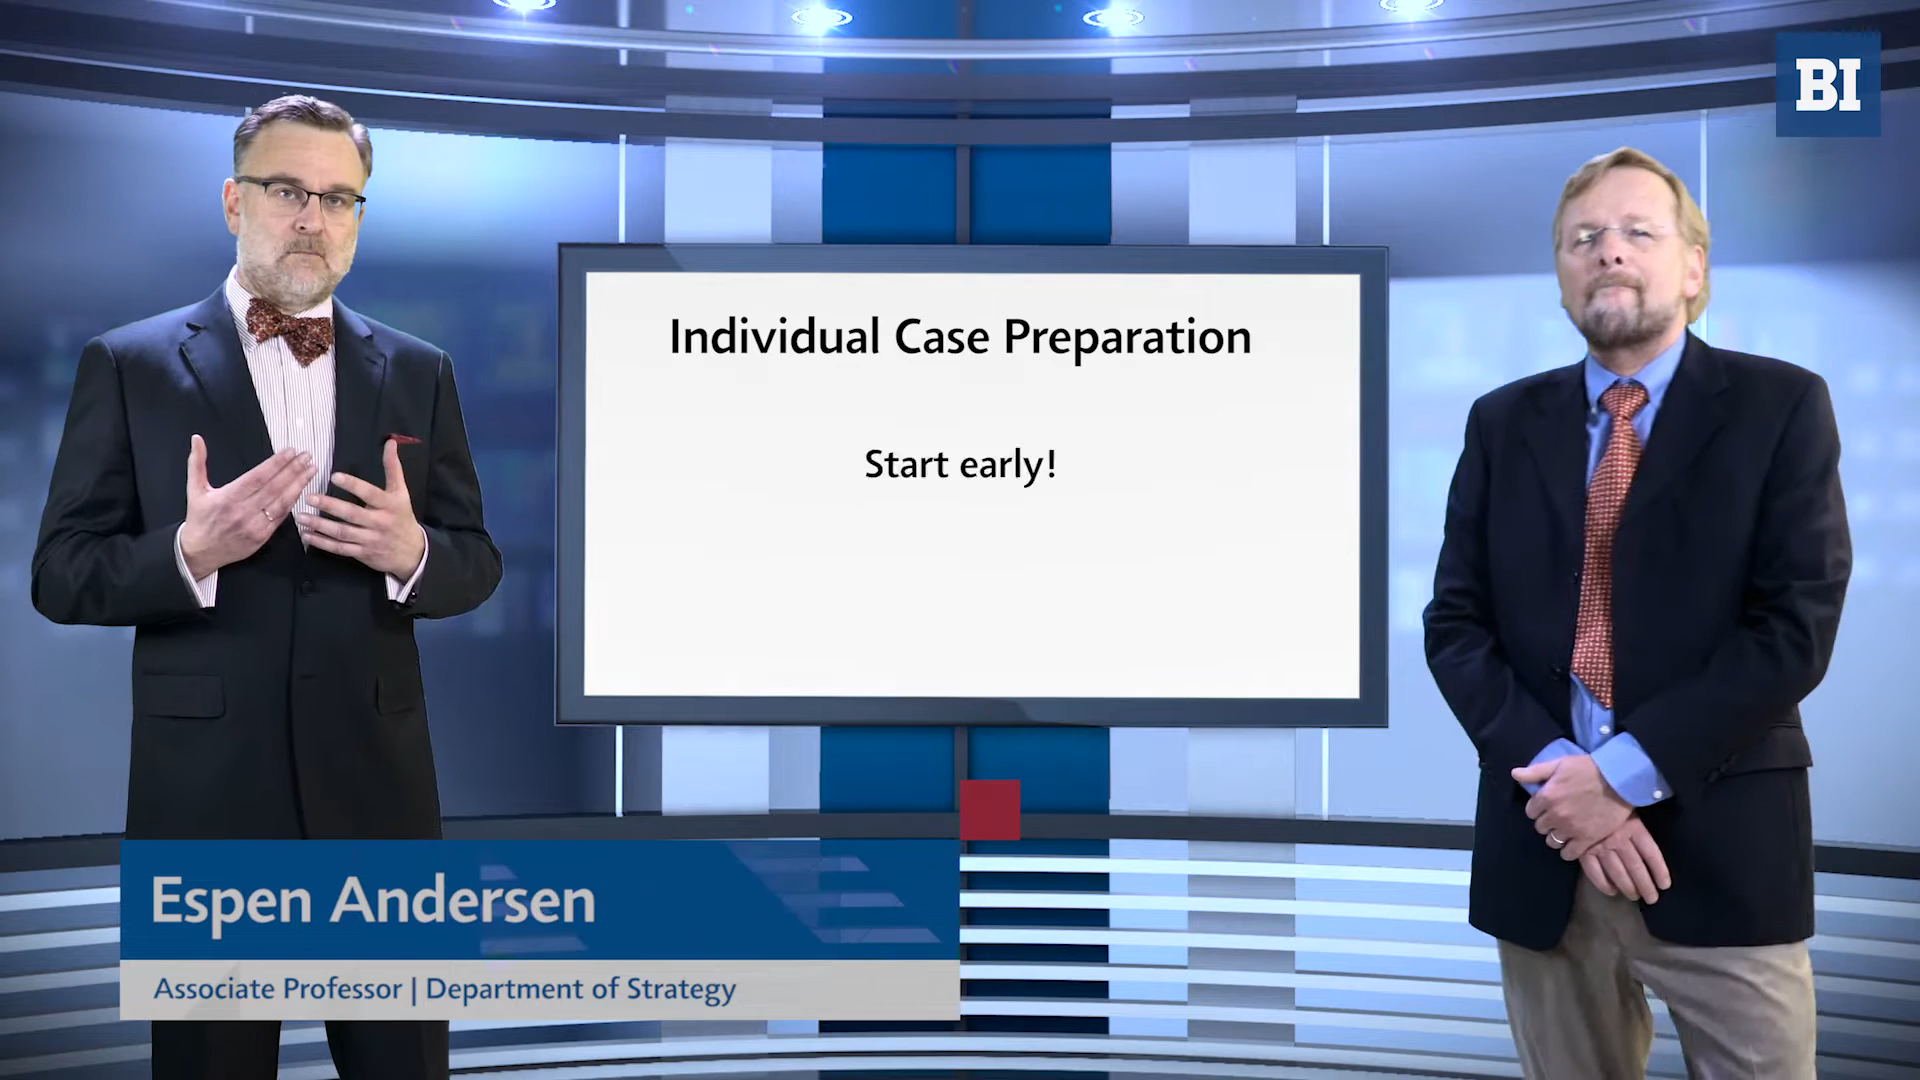 BI
Individual Case Preparation
Start early!
Espen Andersen
Associate Professor | Department of Strategy